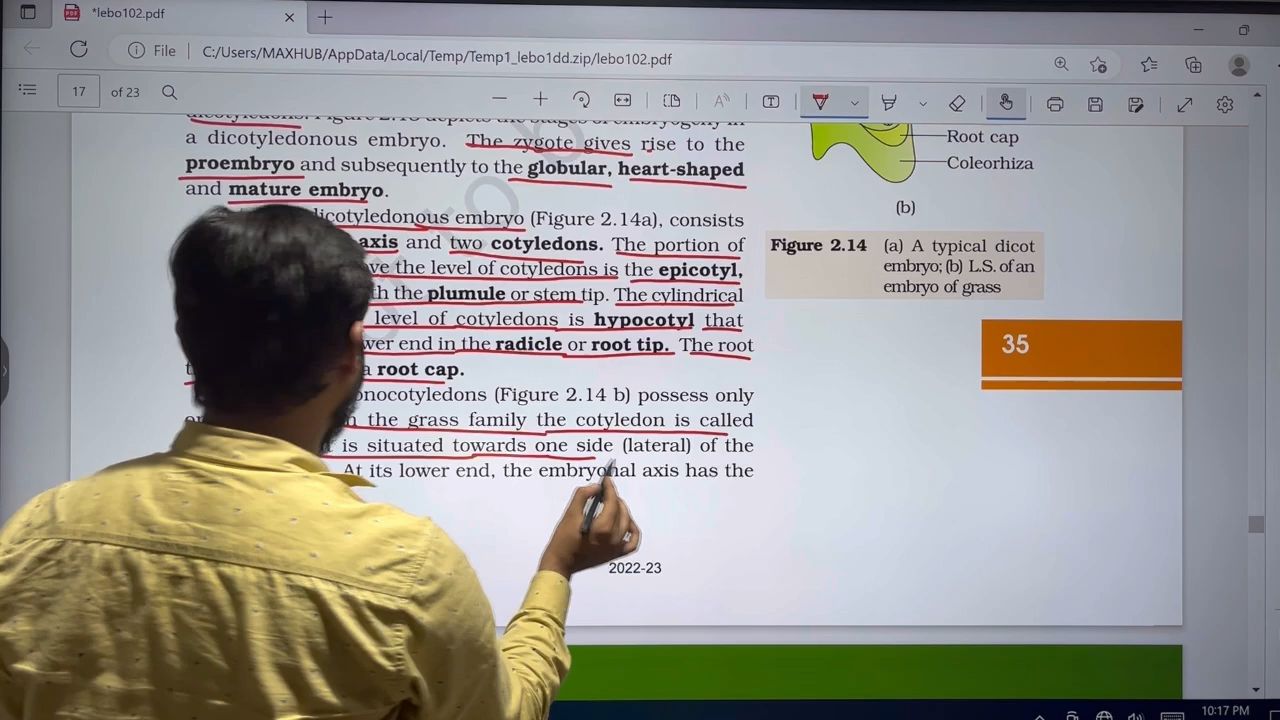 *lebo102.pdf
File C:/Users/MAXHUB/AppData/Local/Temp/Temp1_lebo1dd.zip/lebo102.pdf
17 of 23
a dicotyledonous embryo. The zygote gives rise to the
proembryo and subsequently to the globular, heart-shaped
and mature embryo.
dicotyledonous embryo (Figure 2.14a), consists
axis and two cotyledons. The portion of
the level of cotyledons is the epicotyl,
the plumule or stem tip. The cylindrical
level of cotyledons is hypocotyl that
end in the radicle or root tip. The root
a root cap.
(Figure 2.14 b) possess only
the grass family the cotyledon is called
is situated towards one side (lateral) of the
At its lower end, the embryonal axis has the
2022-23
Root cap
Coleorhiza
(b)
Figure 2.14 (a) A typical dicot
embryo; (b) L.S. of an
embryo of grass
35
10:17 PM